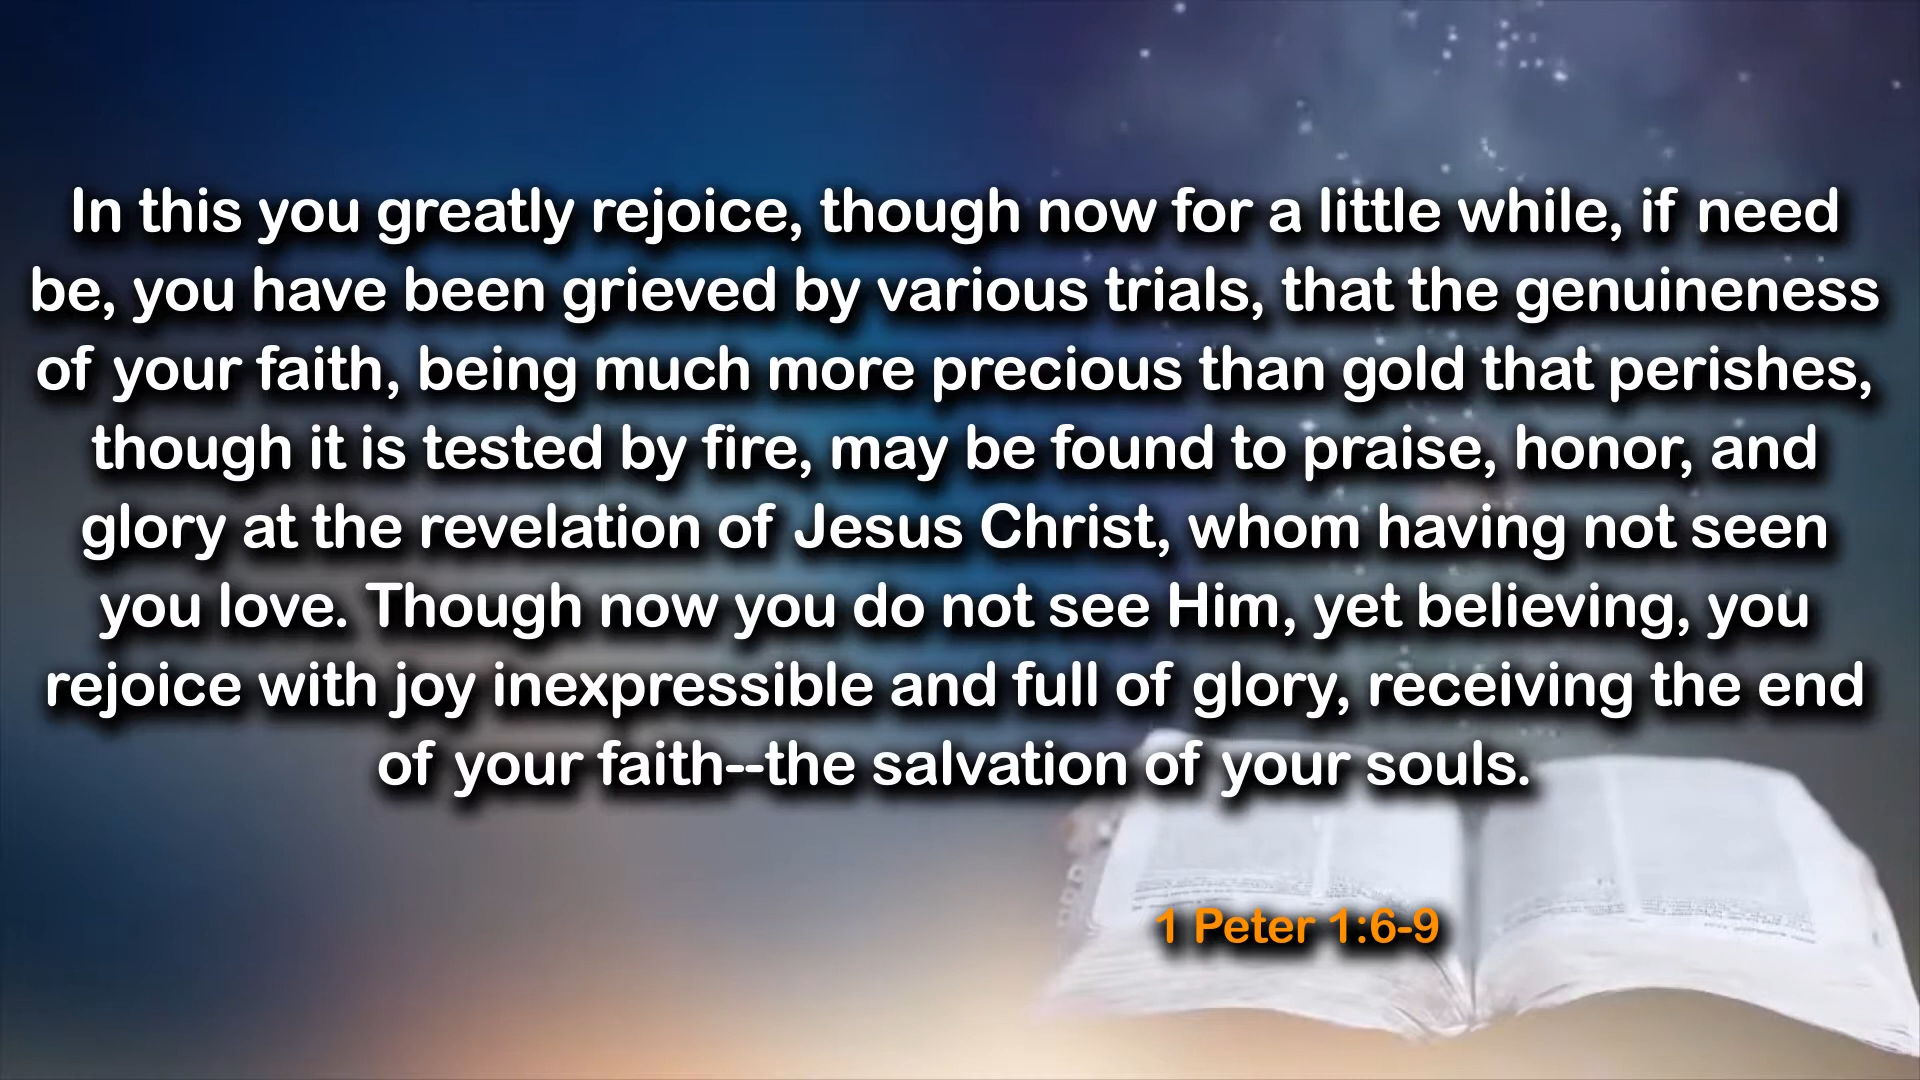 In this you greatly rejoice, though now for a little while, if need
be, you have been grieved by various trials, that the genuineness
of your faith, being much more precious than gold that perishes,
though it is tested by fire, may be found to praise, honor, and
glory at the revelation of Jesus Christ, whom having not seen
you love. Though now you do not see Him, yet believing, you
rejoice with joy inexpressible and full of glory, receiving the end
of your faith--the salvation of your souls.
1 Peter 1:6-9